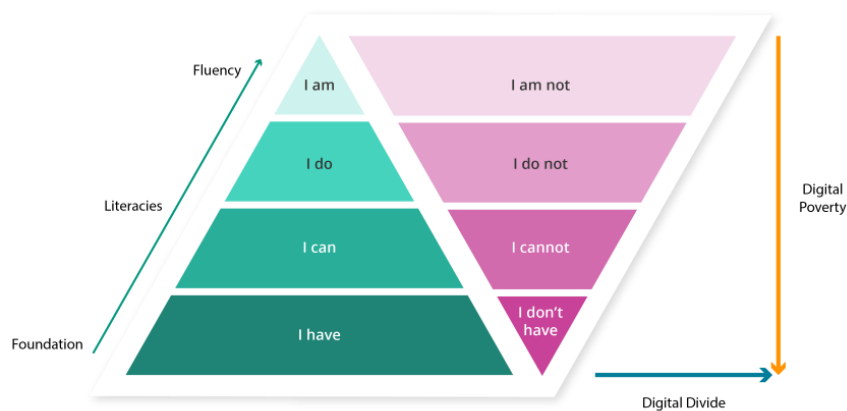 Fluency
I am
I am not
I do
I do not
Digital
Poverty
Literacies
I can
I cannot
Foundation
I have
I don't
have
Digital Divide